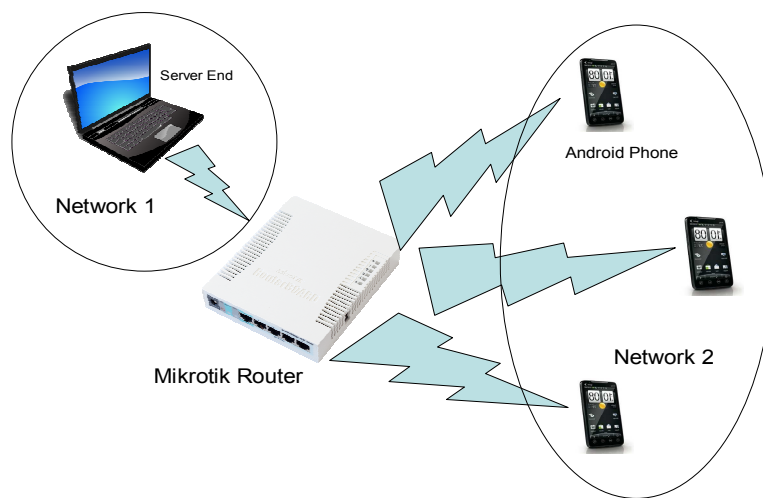 Server End
Network 1
Android Phone
Network 2
Mikrotik Router